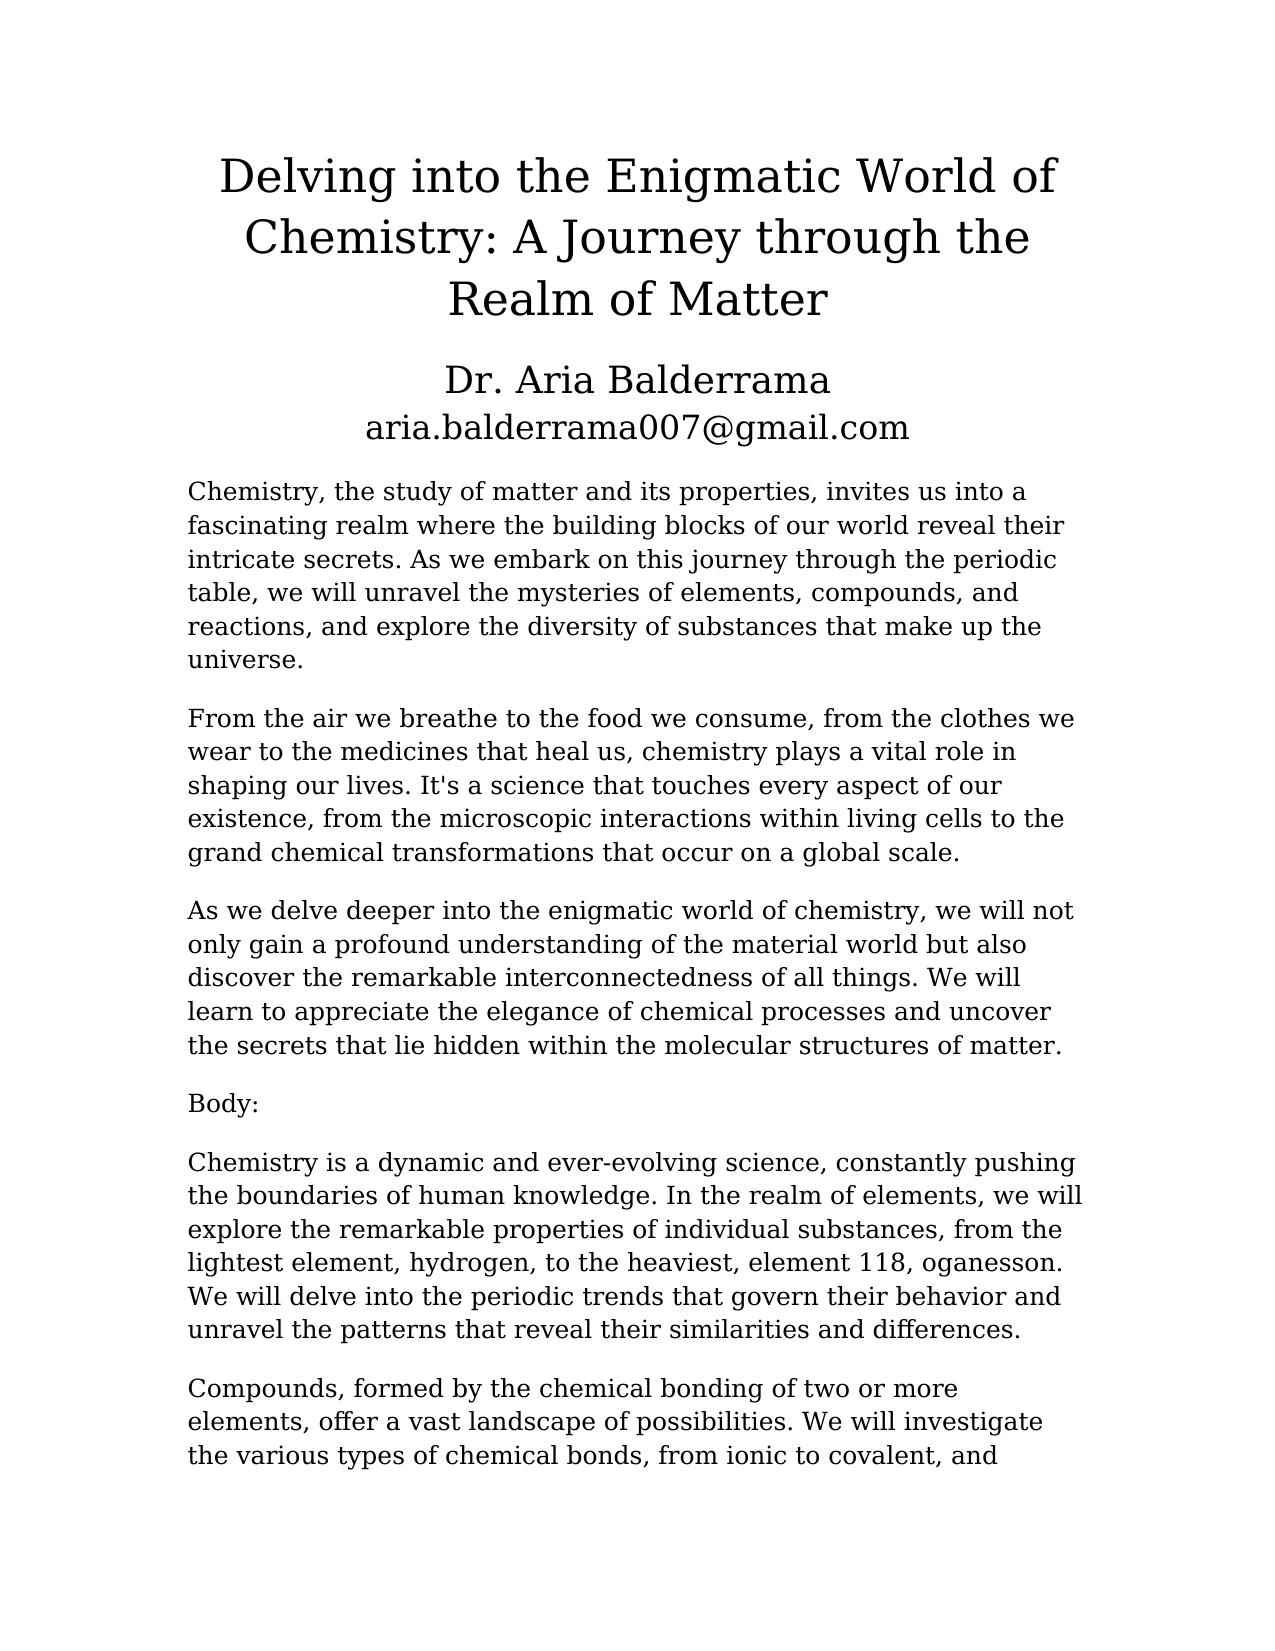 Delving into the Enigmatic World of
Chemistry: A Journey through the
Realm of Matter
Dr. Aria Balderrama
aria.balderrama007@gmail.com
Chemistry, the study of matter and its properties, invites us into a
fascinating realm where the building blocks of our world reveal their
intricate secrets. As we embark on this journey through the periodic
table, we will unravel the mysteries of elements, compounds, and
reactions, and explore the diversity of substances that make up the
universe.
From the air we breathe to the food we consume, from the clothes we
wear to the medicines that heal us, chemistry plays a vital role in
shaping our lives. It's a science that touches every aspect of our
existence, from the microscopic interactions within living cells to the
grand chemical transformations that occur on a global scale.
As we delve deeper into the enigmatic world of chemistry, we will not
only gain a profound understanding of the material world but also
discover the remarkable interconnectedness of all things. We will
learn to appreciate the elegance of chemical processes and uncover
the secrets that lie hidden within the molecular structures of matter.
Body:
Chemistry is a dynamic and ever-evolving science, constantly pushing
the boundaries of human knowledge. In the realm of elements, we will
explore the remarkable properties of individual substances, from the
lightest element, hydrogen, to the heaviest, element 118, oganesson.
We will delve into the periodic trends that govern their behavior and
unravel the patterns that reveal their similarities and differences.
Compounds, formed by the chemical bonding of two or more
elements, offer a vast landscape of possibilities. We will investigate
the various types of chemical bonds, from ionic to covalent, and